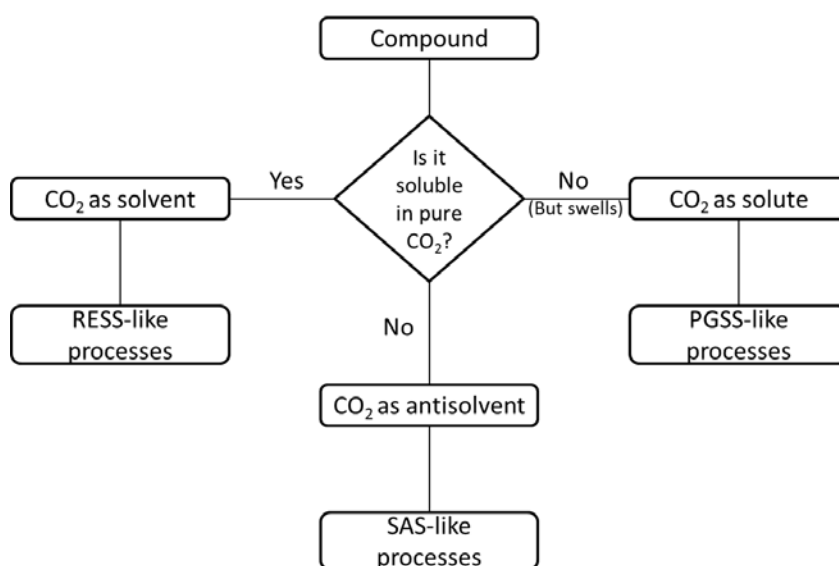 Compound
Is it
soluble
in pure
CO₂?
Yes
No
(But swells)
CO₂ as solvent
CO₂ as solute
RESS-like
processes
PGSS-like
processes
No
CO₂ as antisolvent
SAS-like
processes